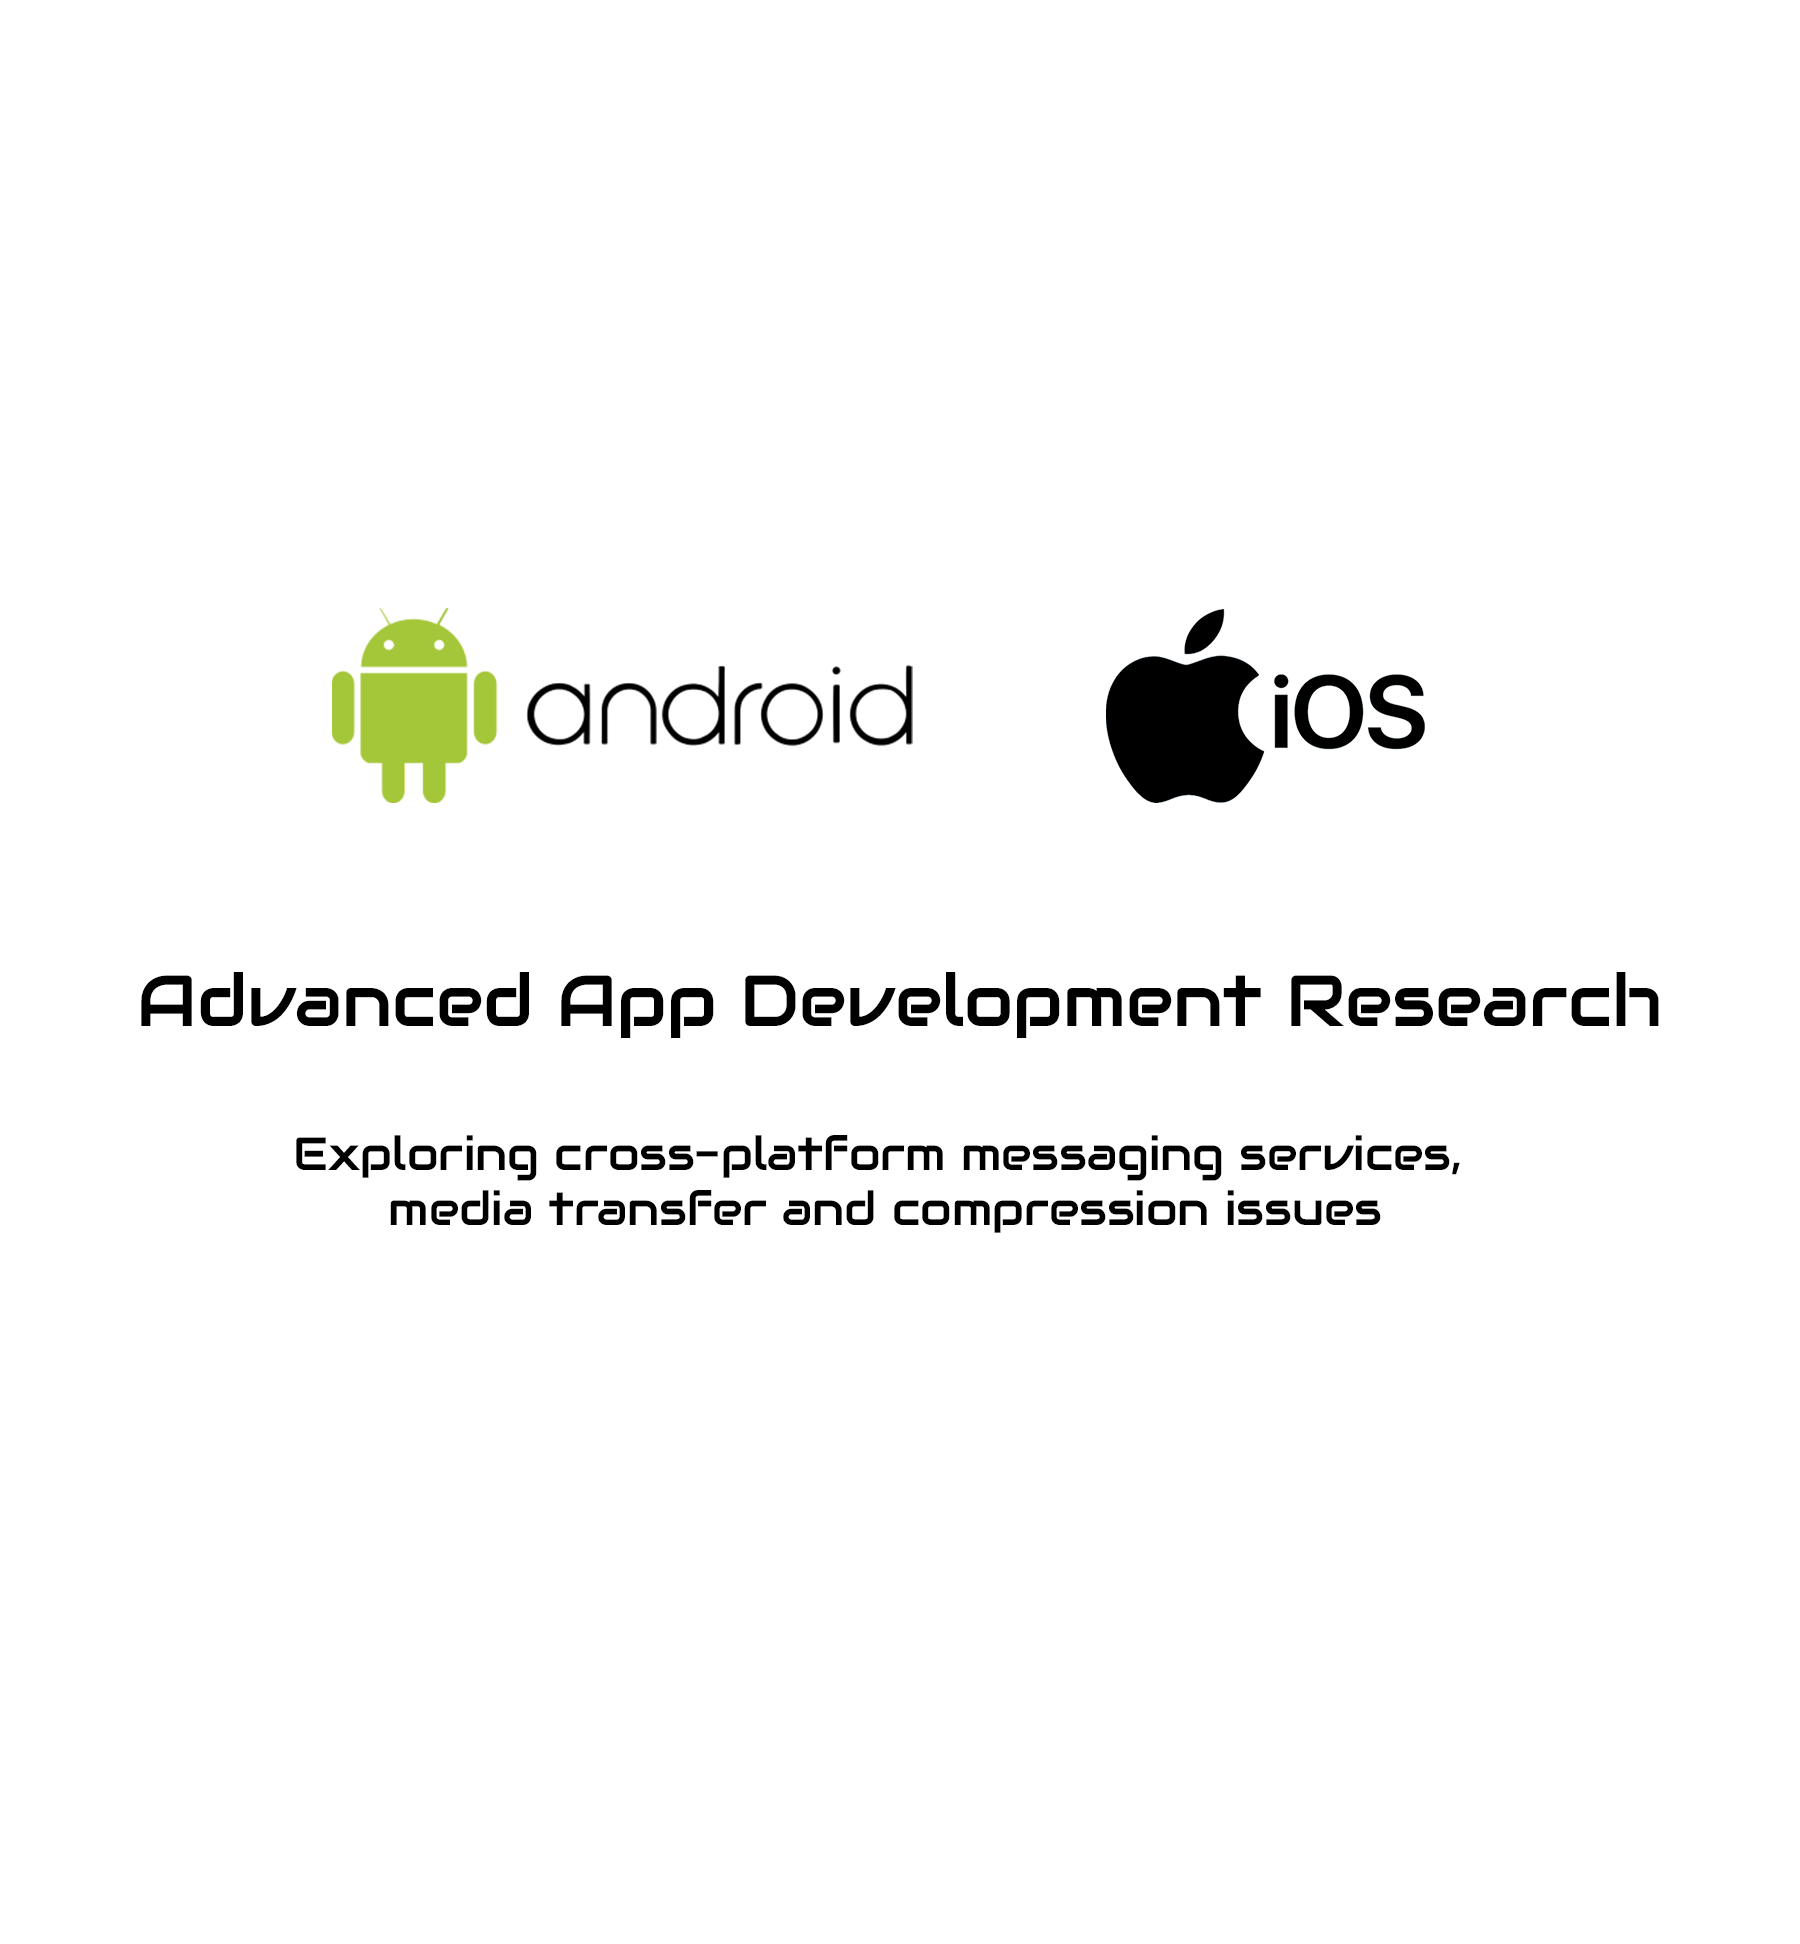 android
iOS
Advanced App Development Research
Exploring cross-platform messaging services,
media transfer and compression issues